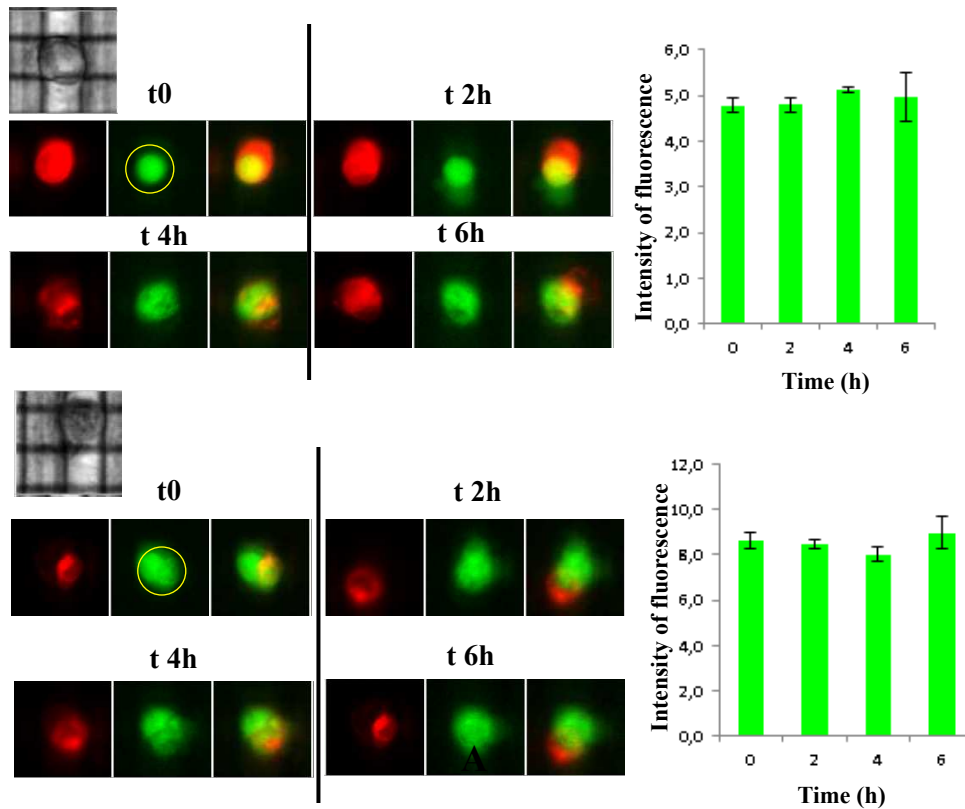 t0
t 2h
t 4h
t 6h
Intensity of fluorescence
6,0
5,0
4,0
3,0
2,0
1,0
0,0
0 2 4 6
Time (h)
t0
t 2h
t 4h
t 6h
A
Intensity of fluorescence
12,0
10,0
8,0
6,0
4,0
2,0
0,0
0 2 4 6
Time (h)